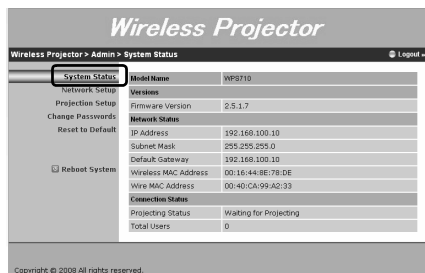 Wireless Projector
Wireless Projector > Admin > System Status
Logout
System Status
Network Setup
Projection Setup
Change Passwords
Reset to Default
Reboot System
Model Name WPS710
Versions
Firmware Version 2.5.1.7
Network Status
IP Address 192.168.100.10
Subnet Mask 255.255.255.0
Default Gateway 192.168.100.10
Wireless MAC Address 00:16:44:8E:78:DE
Wire MAC Address 00:40:CA:99:A2:33
Connection Status
Projecting Status Waiting for Projecting
Total Users 0
Copyright © 2008 All rights reserved.